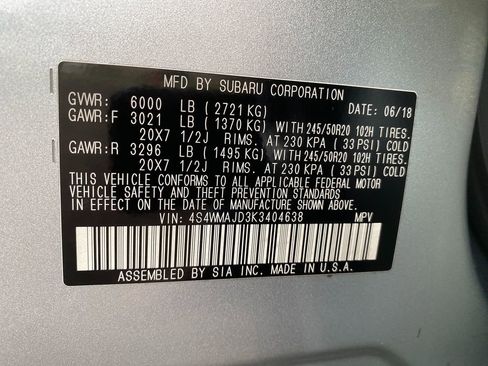 MFD BY SUBARU CORPORATION
GVWR: 6000 LB (2721 KG) DATE: 06/18
GAWR:F 3021 LB (1370 KG) WITH 245/50R20 102H TIRES.
20X7 1/2J RIMS. AT 230 KPA (33 PSI) COLD
GAWR:R 3296 LB (1495 KG) WITH 245/50R20 102H TIRES.
20X7 1/2J RIMS. AT 230 KPA (33 PSI) COLD
THIS VEHICLE CONFORMS TO ALL APPLICABLE FEDERAL MOTOR
VEHICLE SAFETY AND THEFT PREVENTION STANDARDS
IN EFFECT ON THE DATE OF MANUFACTURE SHOWN ABOVE.
VIN: 4S4WMAJD3K3404638 MPV
ASSEMBLED BY SIA INC. MADE IN U.S.A.